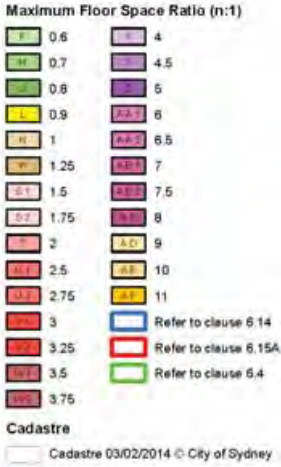 Maximum Floor Space Ratio (n:1)
F 0.6
H 0.7
J 0.8
L 0.9
N 1
1.25
S1 1.5
S2 1.75
T 2
U1 2.5
U2 2.75
V1 3
V2 3.25
W1 3.5
W2 3.75
X 4
4.5
Z 5
AA1 6
AA2 6.5
AB1 7
AB2 7.5
8
AD 9
AE 10
AF 11
Refer to clause 6.14
Refer to clause 6.15A
Refer to clause 6.4
Cadastre
Cadastre 03/02/2014 © City of Sydney